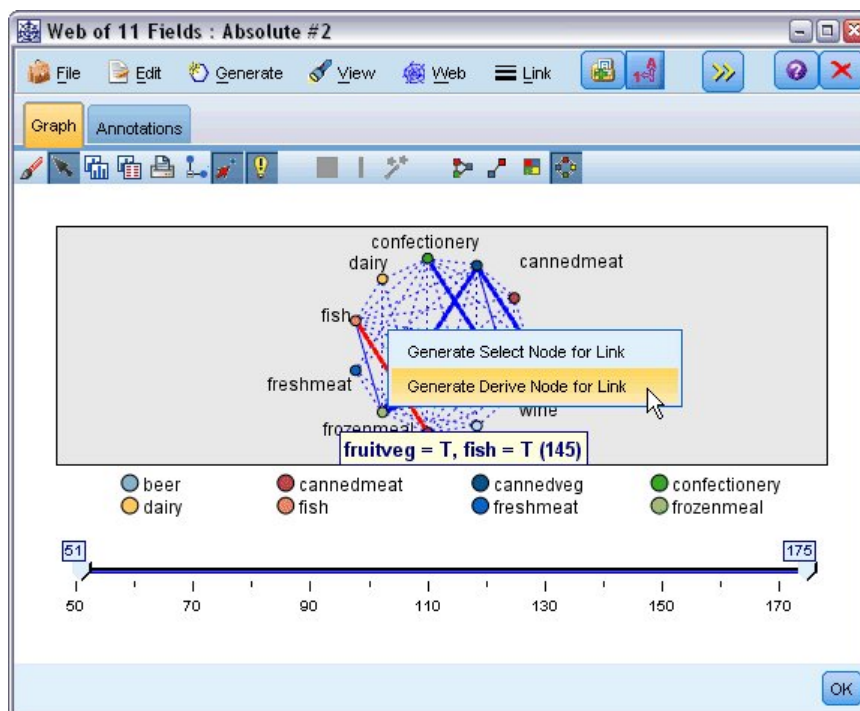 Web of 11 Fields : Absolute #2
File Edit Generate View Web Link
Graph Annotations
confectionery
dairy cannedmeat
fish
Generate Select Node for Link
freshmeat Generate Derive Node for Link
wine
frozenmeal
fruitveg = T, fish = T (145)
beer cannedmeat cannedveg confectionery
dairy fish freshmeat frozenmeal
51 175
50 70 90 110 130 150 170
OK